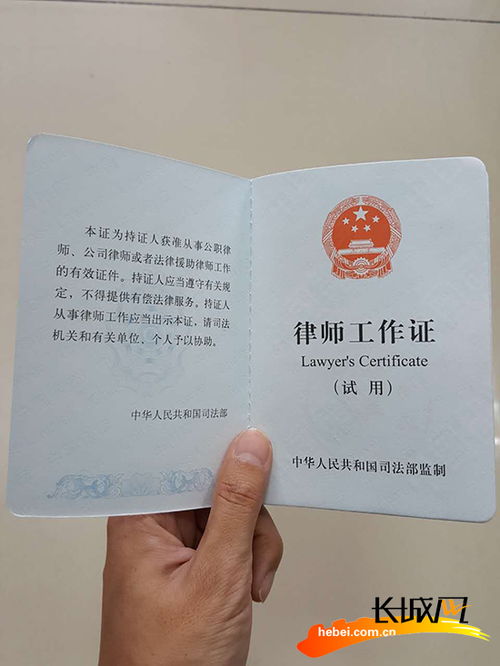 本证为持证人获准从事公职律
师、公司律师或者法律援助律师工作
的有效证件。持证人应当遵守有关规
定，不得提供有偿法律服务。持证人
从事律师工作应当出示本证，请司法
机关和有关单位、个人予以协助。
中华人民共和国司法部
律师工作证
Lawyer's Certificate
（试 用）
中华人民共和国司法部监制
长城网
hebei.com.cn